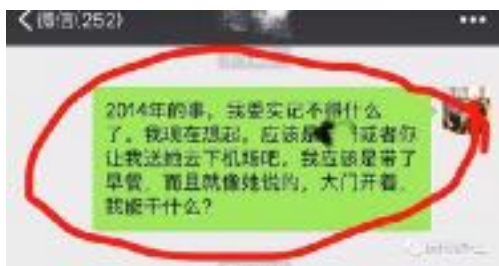 微信(252)
2014年的事，我委实记不得什么
了。我现在想起，应该是 或者你
让我送她去下机场吧。我应该是带了
早餐，而且就像她说的，大门开着，
我能干什么？